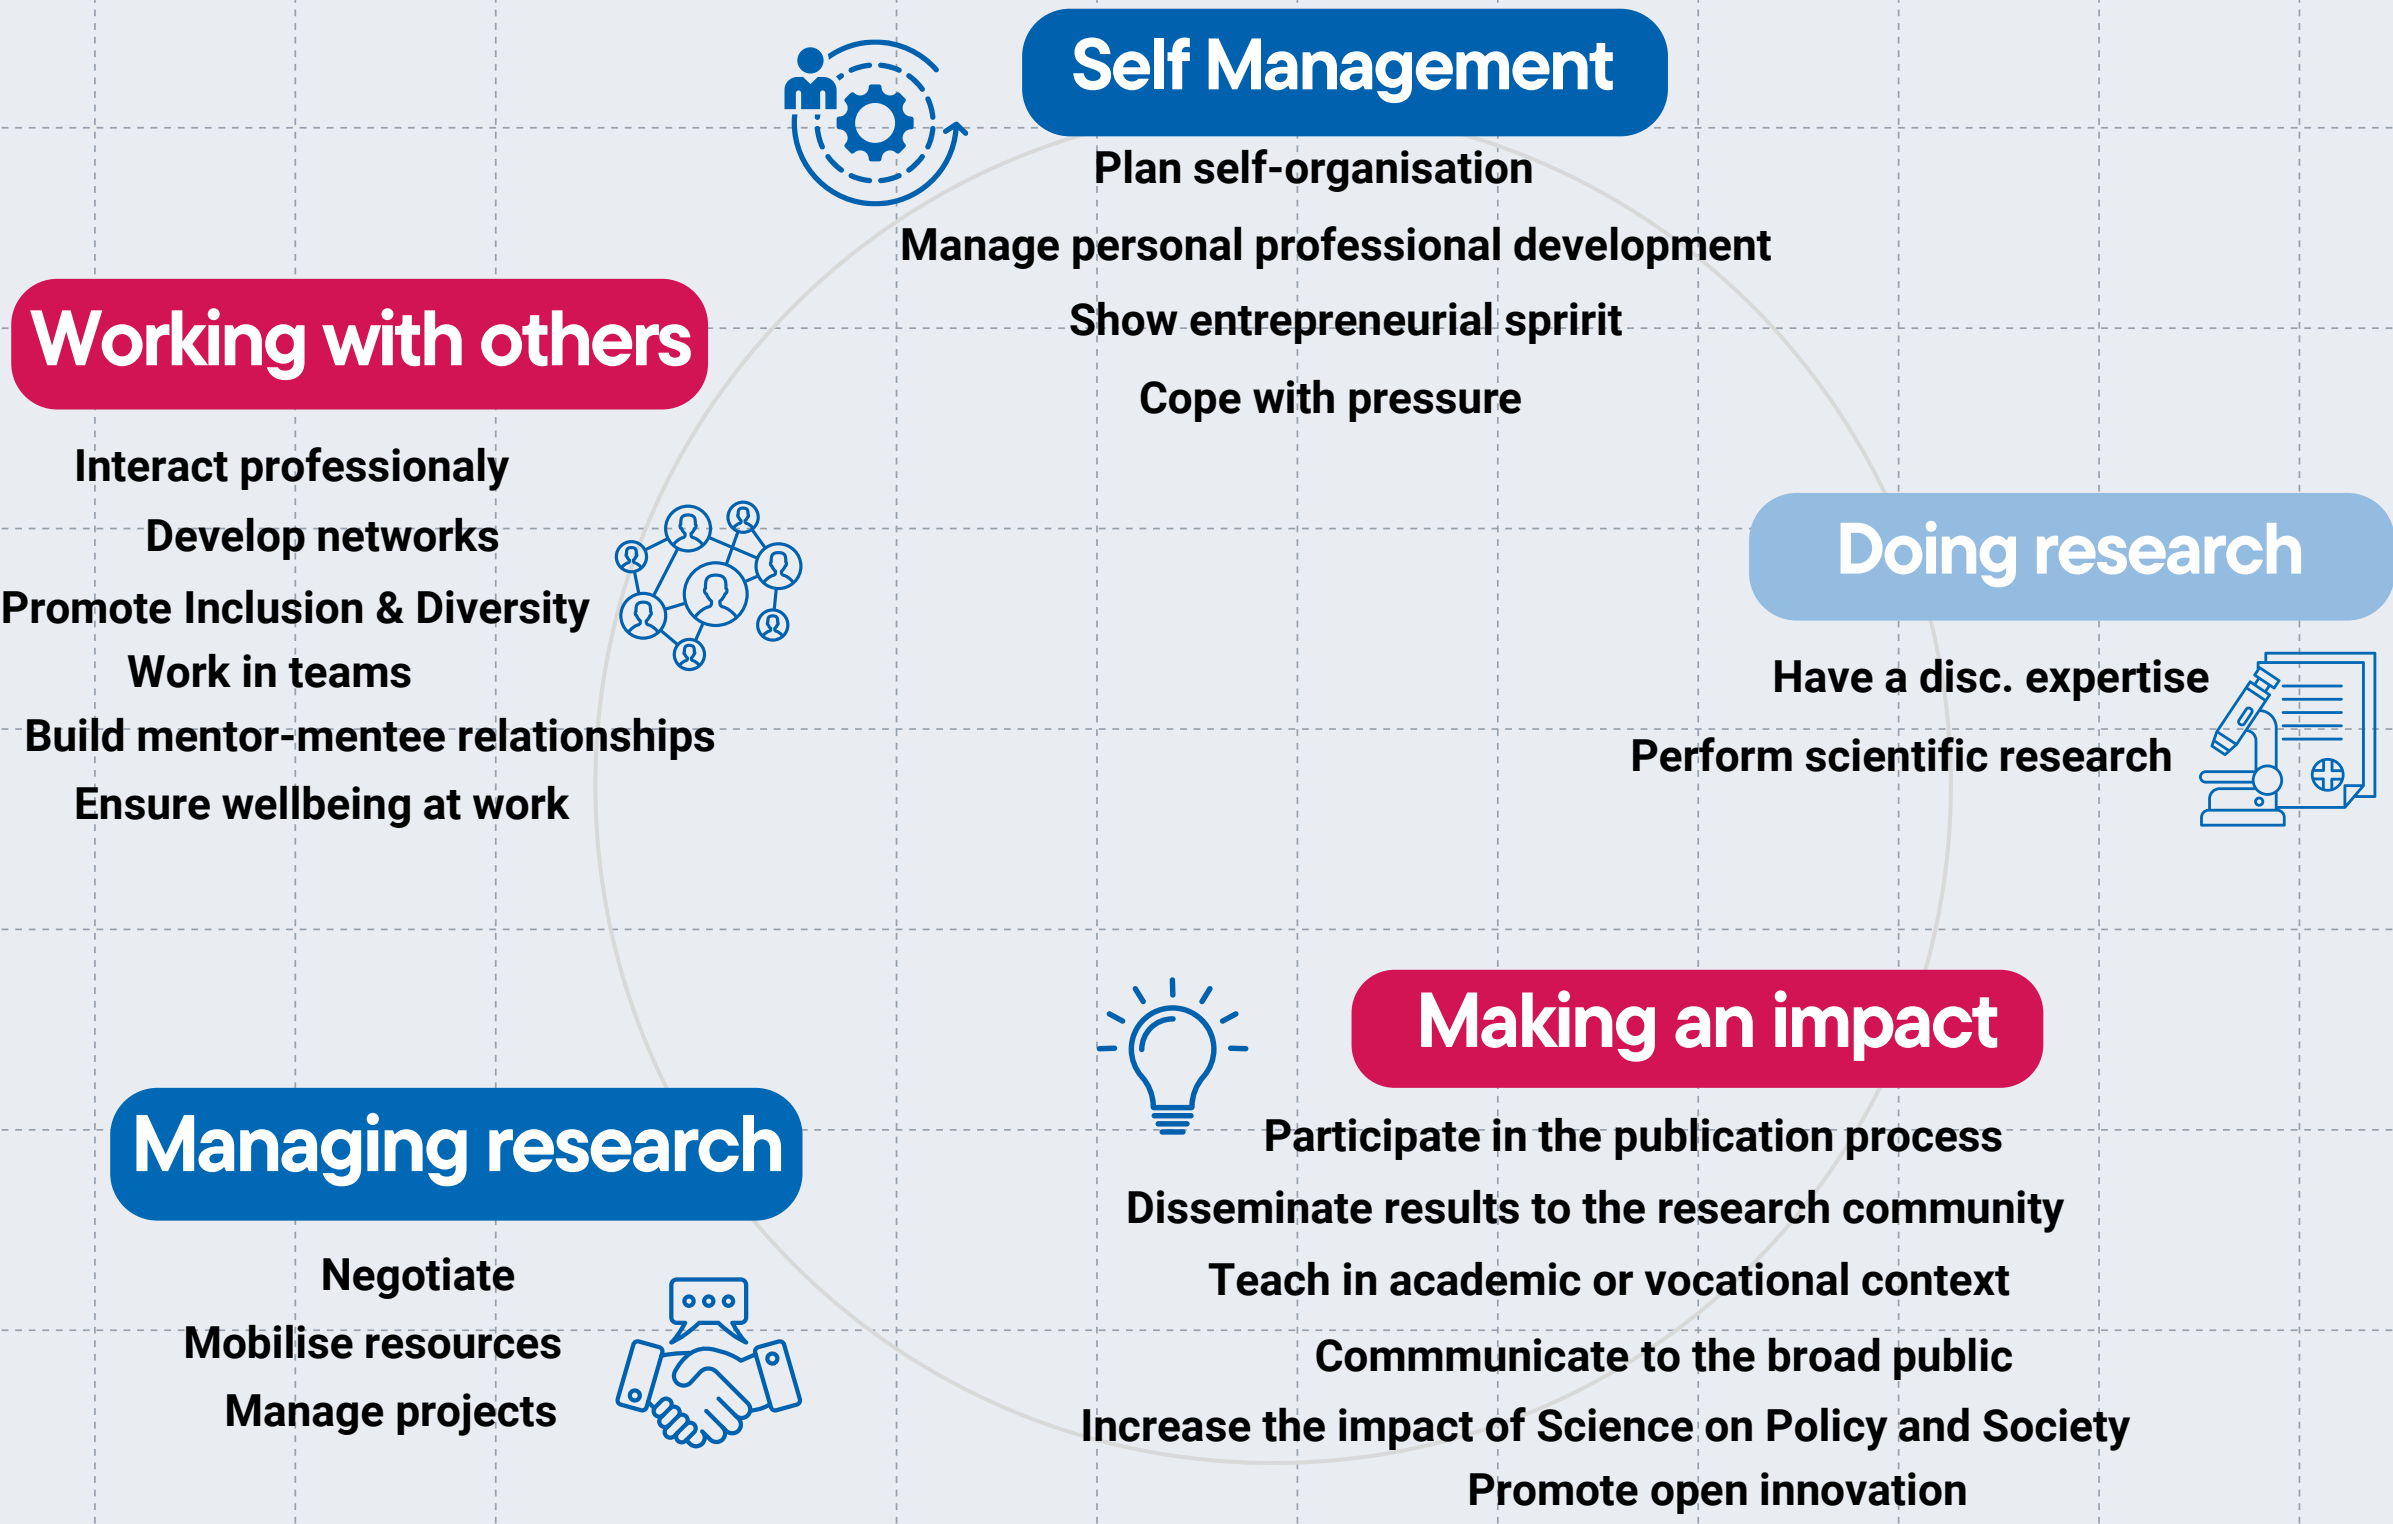 Self Management
Plan self-organisation
Manage personal professional development
Show entrepreneurial spririt
Cope with pressure
Working with others
Interact professionaly
Develop networks
Promote Inclusion & Diversity
Work in teams
Build mentor-mentee relationships
Ensure wellbeing at work
Doing research
Have a disc. expertise
Perform scientific research
Making an impact
Participate in the publication process
Disseminate results to the research community
Teach in academic or vocational context
Commmunicate to the broad public
Increase the impact of Science on Policy and Society
Promote open innovation
Managing research
Negotiate
Mobilise resources
Manage projects